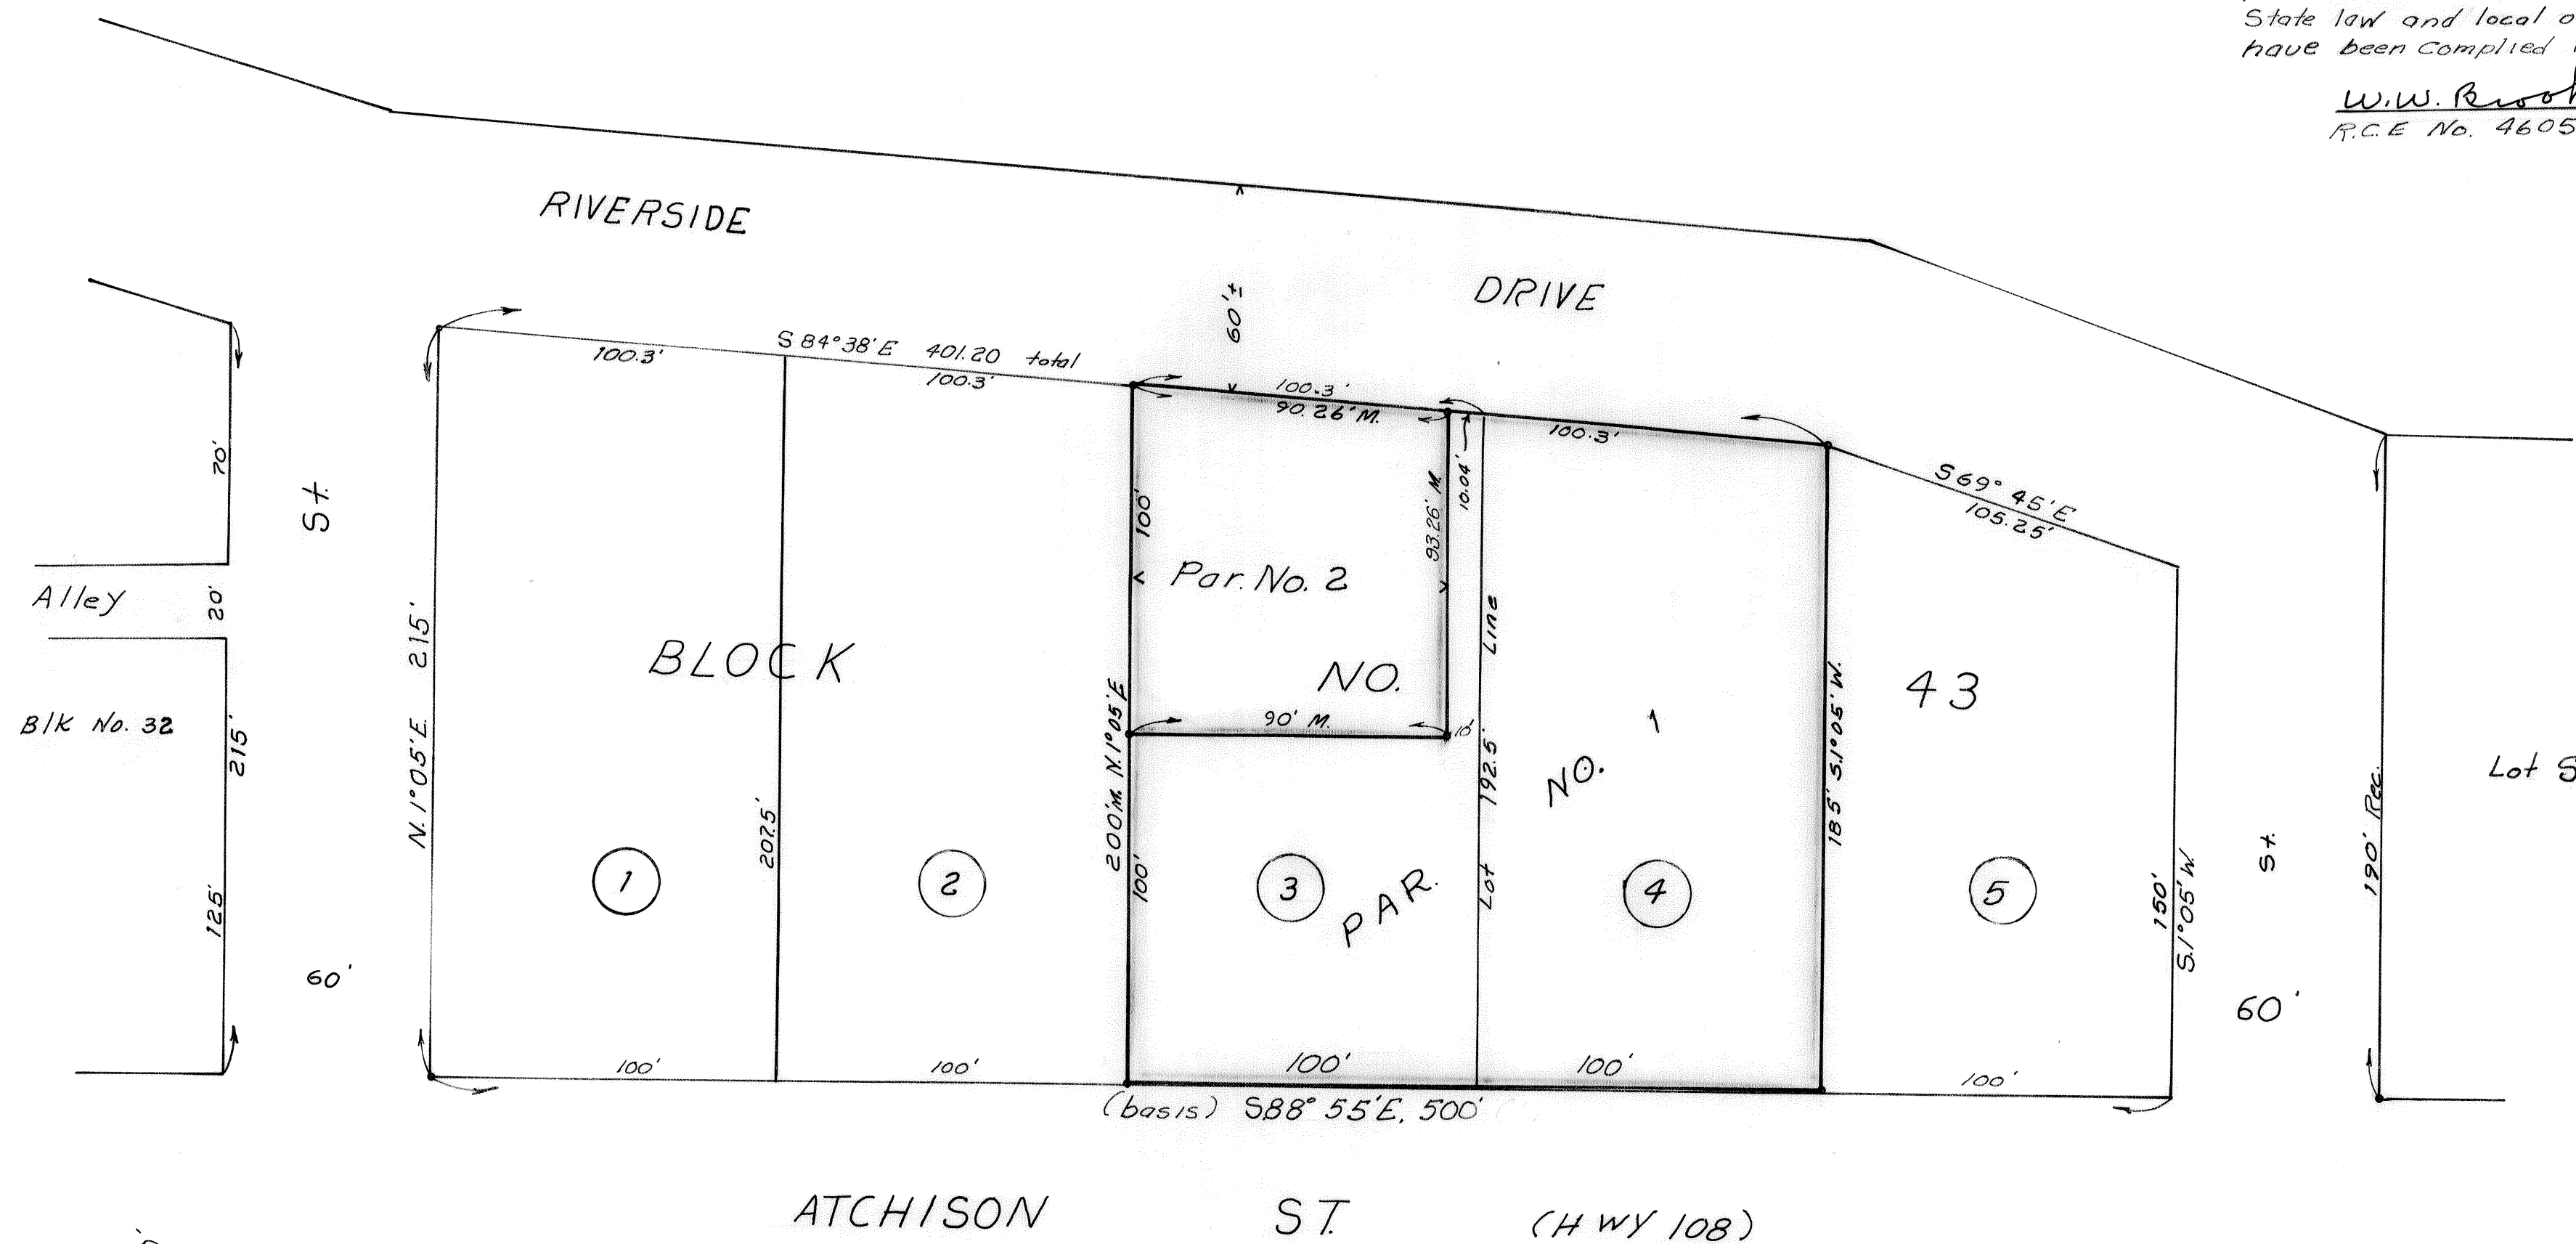 State law and local
have been complied
W.W.
R.C.E No. 4605
RIVERSIDE
DRIVE
60'±
S 84°38'E 401.20 total
100.3'
100.3'
100.3'
90.26' M.
100.3'
S 69° 45'E
105.25'
70'
St.
Alley
20'
Blk No. 32
215'
125'
60'
N. 1°05'E. 215'
BLOCK
NO.
43
207.5'
100'
Par. No. 2
93.26' M.
10.04'
90' M.
10'
200' M. N. 1°05'E
100'
Lot 192.5' Line
PAR. NO. 1
185' S. 1°05' W.
1
2
3
4
5
150'
S. 1°05' W.
St.
60'
190' Rec.
Lot
100'
100'
100'
100'
100'
(basis) S88° 55'E, 500'
ATCHISON ST. (HWY 108)